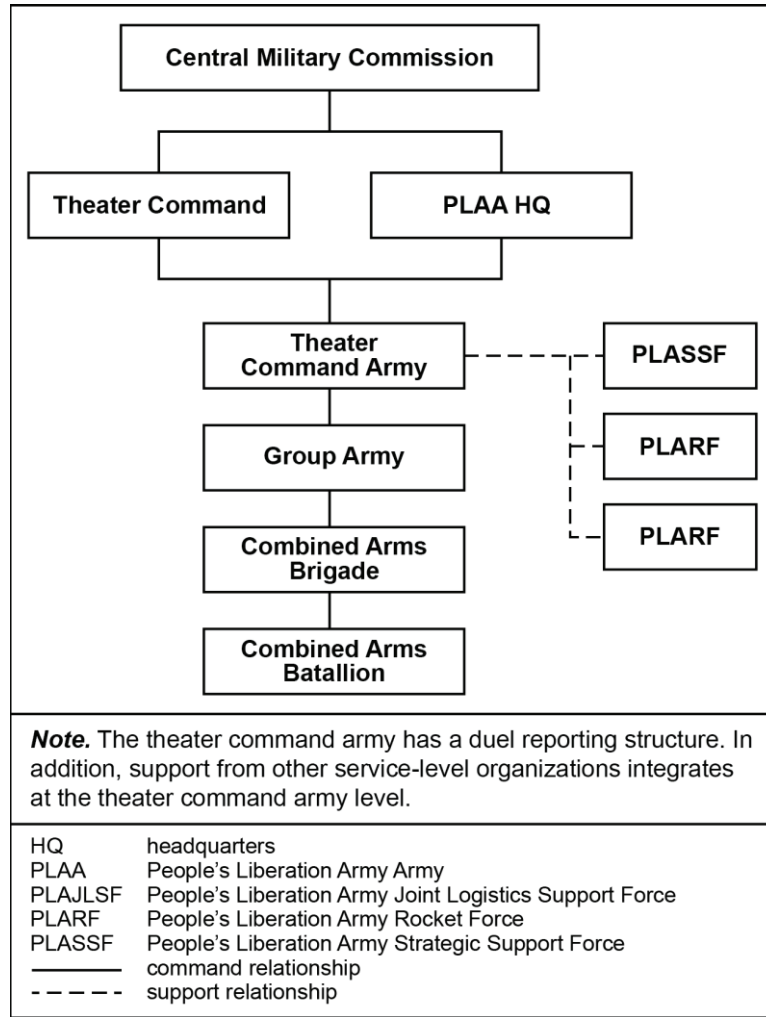 Central Military Commission
Theater Command
PLAA HQ
Theater
Command Army
PLASSF
Group Army
PLARF
Combined Arms
Brigade
PLARF
Combined Arms
Batallion
Note. The theater command army has a duel reporting structure. In
addition, support from other service-level organizations integrates
at the theater command army level.
HQ headquarters
PLAA People's Liberation Army Army
PLAJLSF People's Liberation Army Joint Logistics Support Force
PLARF People's Liberation Army Rocket Force
PLASSF People's Liberation Army Strategic Support Force
command relationship
support relationship